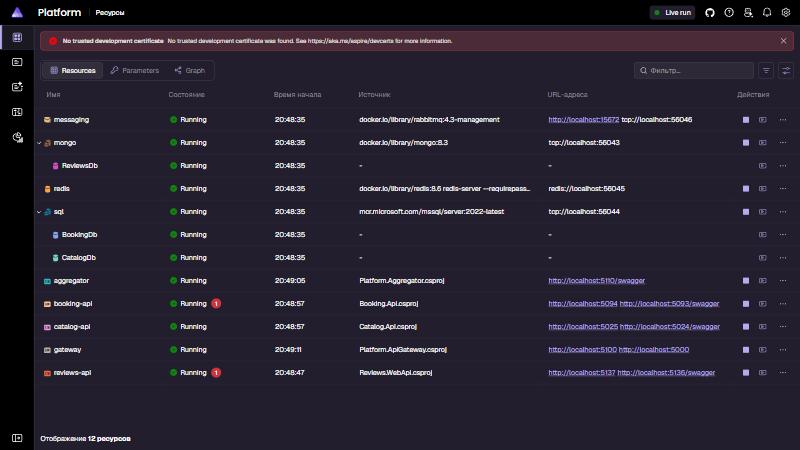 Platform Ресурсы Live run
No trusted development certificate No trusted development certificate was found. See https://aka.ms/aspire/devcerts for more information.
Resources Parameters Graph Фильтр...
Имя Состояние Время начала Источник URL-адреса Действия
messaging Running 20:48:35 docker.io/library/rabbitmq:4.3-management http://localhost:15672 tcp://localhost:56046
mongo Running 20:48:35 docker.io/library/mongo:8.3 tcp://localhost:56043
ReviewsDb Running 20:48:35 - -
redis Running 20:48:35 docker.io/library/redis:8.6 redis-server --requirepass... redis://localhost:56045
sql Running 20:48:35 mcr.microsoft.com/mssql/server:2022-latest tcp://localhost:56044
BookingDb Running 20:48:35 - -
CatalogDb Running 20:48:35 - -
aggregator Running 20:49:05 Platform.Aggregator.csproj http://localhost:5110/swagger
booking-api Running 1 20:48:57 Booking.Api.csproj http://localhost:5094 http://localhost:5093/swagger
catalog-api Running 20:48:57 Catalog.Api.csproj http://localhost:5025 http://localhost:5024/swagger
gateway Running 20:49:11 Platform.ApiGateway.csproj http://localhost:5100 http://localhost:5000
reviews-api Running 1 20:48:47 Reviews.WebApi.csproj http://localhost:5137 http://localhost:5136/swagger
Отображение 12 ресурсов